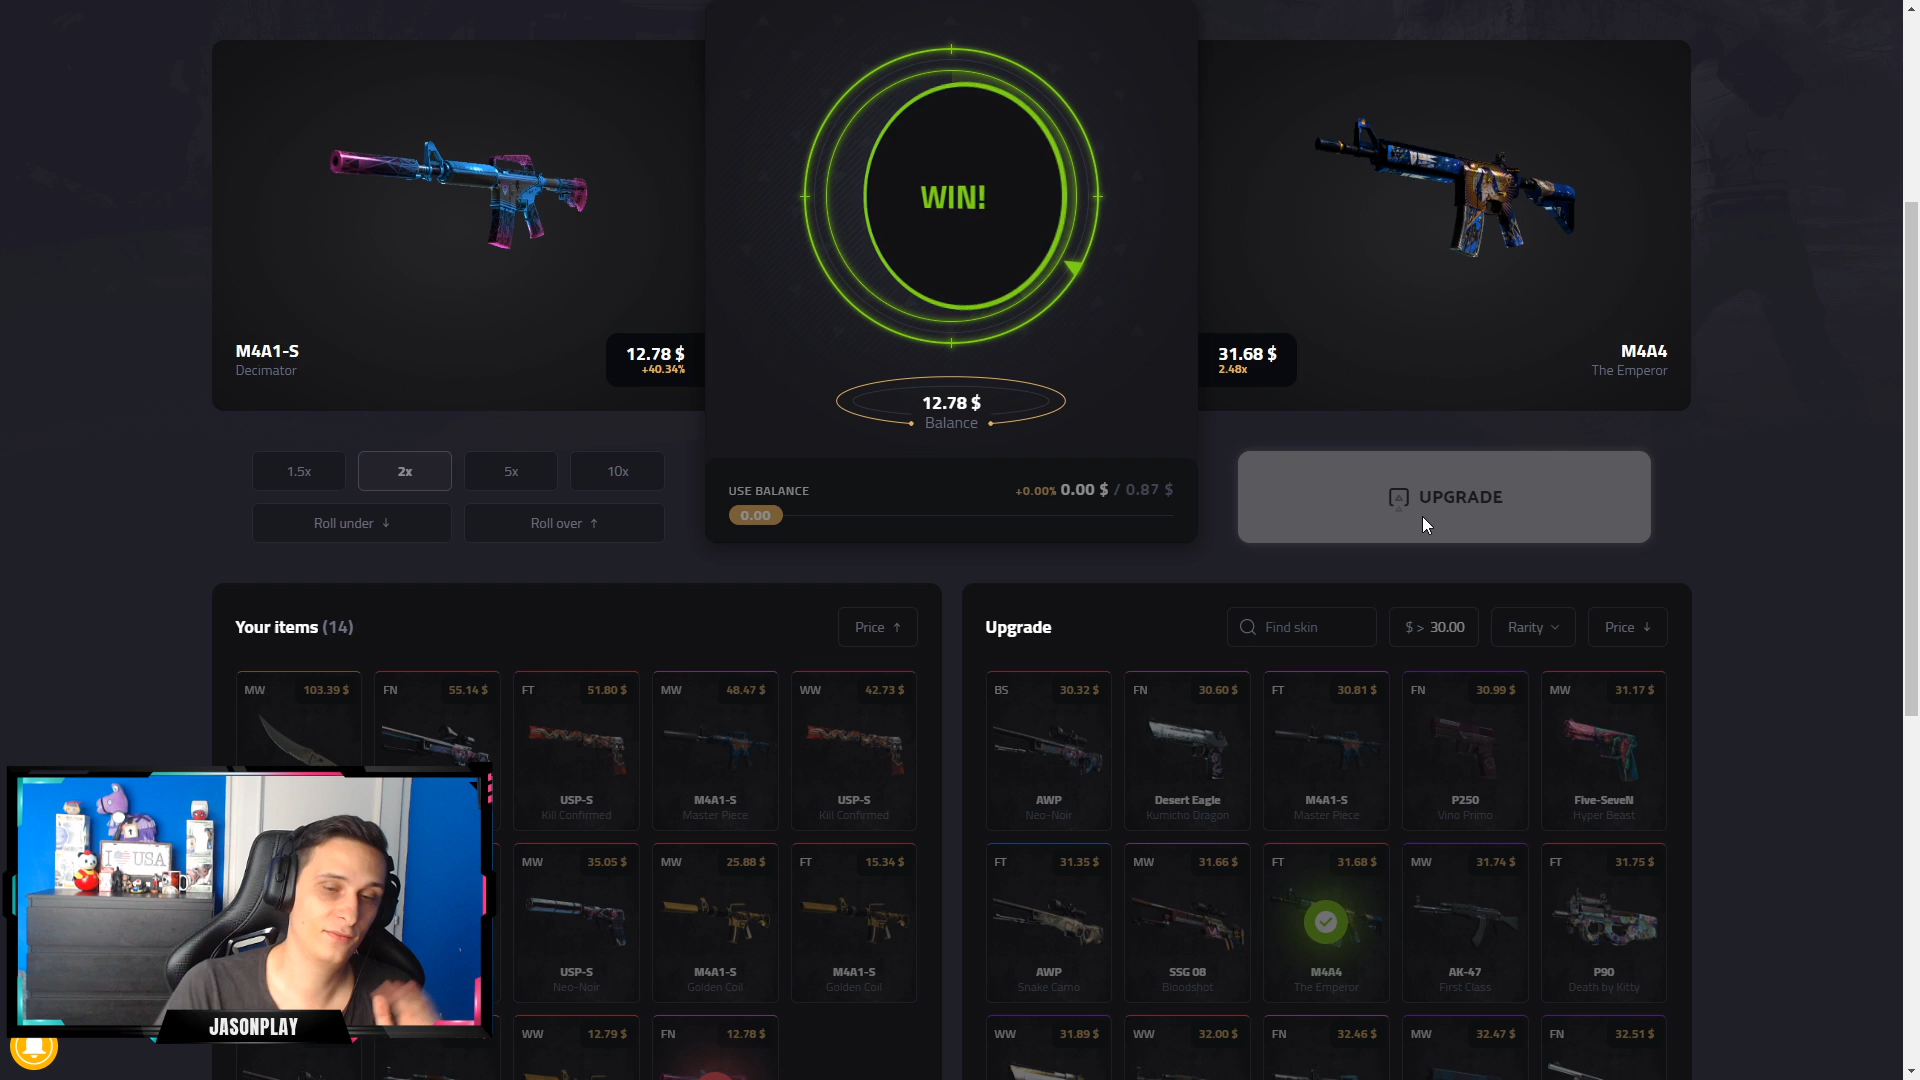 WIN!
M4A1-S
Decimator
12.78 $
+40.34%
31.68 $
2.48x
M4A4
The Emperor
12.78 $
Balance
1.5x
2x
5x
10x
Roll under ↓
Roll over ↑
USE BALANCE
+0.00% 0.00 $ / 0.87 $
0.00
UPGRADE
Your items (14)
Price ↑
MW 103.39 $
FN 55.14 $
FT 51.80 $
USP-S
Kill Confirmed
MW 48.47 $
M4A1-S
Master Piece
WW 42.73 $
USP-S
Kill Confirmed
MW 35.05 $
USP-S
Neo-Noir
MW 25.88 $
M4A1-S
Golden Coil
FT 15.34 $
M4A1-S
Golden Coil
WW 12.79 $
FN 12.78 $
Upgrade
Find skin
$ > 30.00
Rarity
Price ↓
BS 30.32 $
AWP
Neo-Noir
FN 30.60 $
Desert Eagle
Kumicho Dragon
FT 30.81 $
M4A1-S
Master Piece
FN 30.99 $
P250
Vino Primo
MW 31.17 $
Five-SeveN
Hyper Beast
FT 31.35 $
AWP
Snake Camo
MW 31.66 $
SSG 08
Bloodshot
FT 31.68 $
M4A4
The Emperor
MW 31.74 $
AK-47
First Class
FT 31.75 $
P90
Death by Kitty
WW 31.89 $
WW 32.00 $
FN 32.46 $
MW 32.47 $
FN 32.51 $
I USA
JASONPLAY